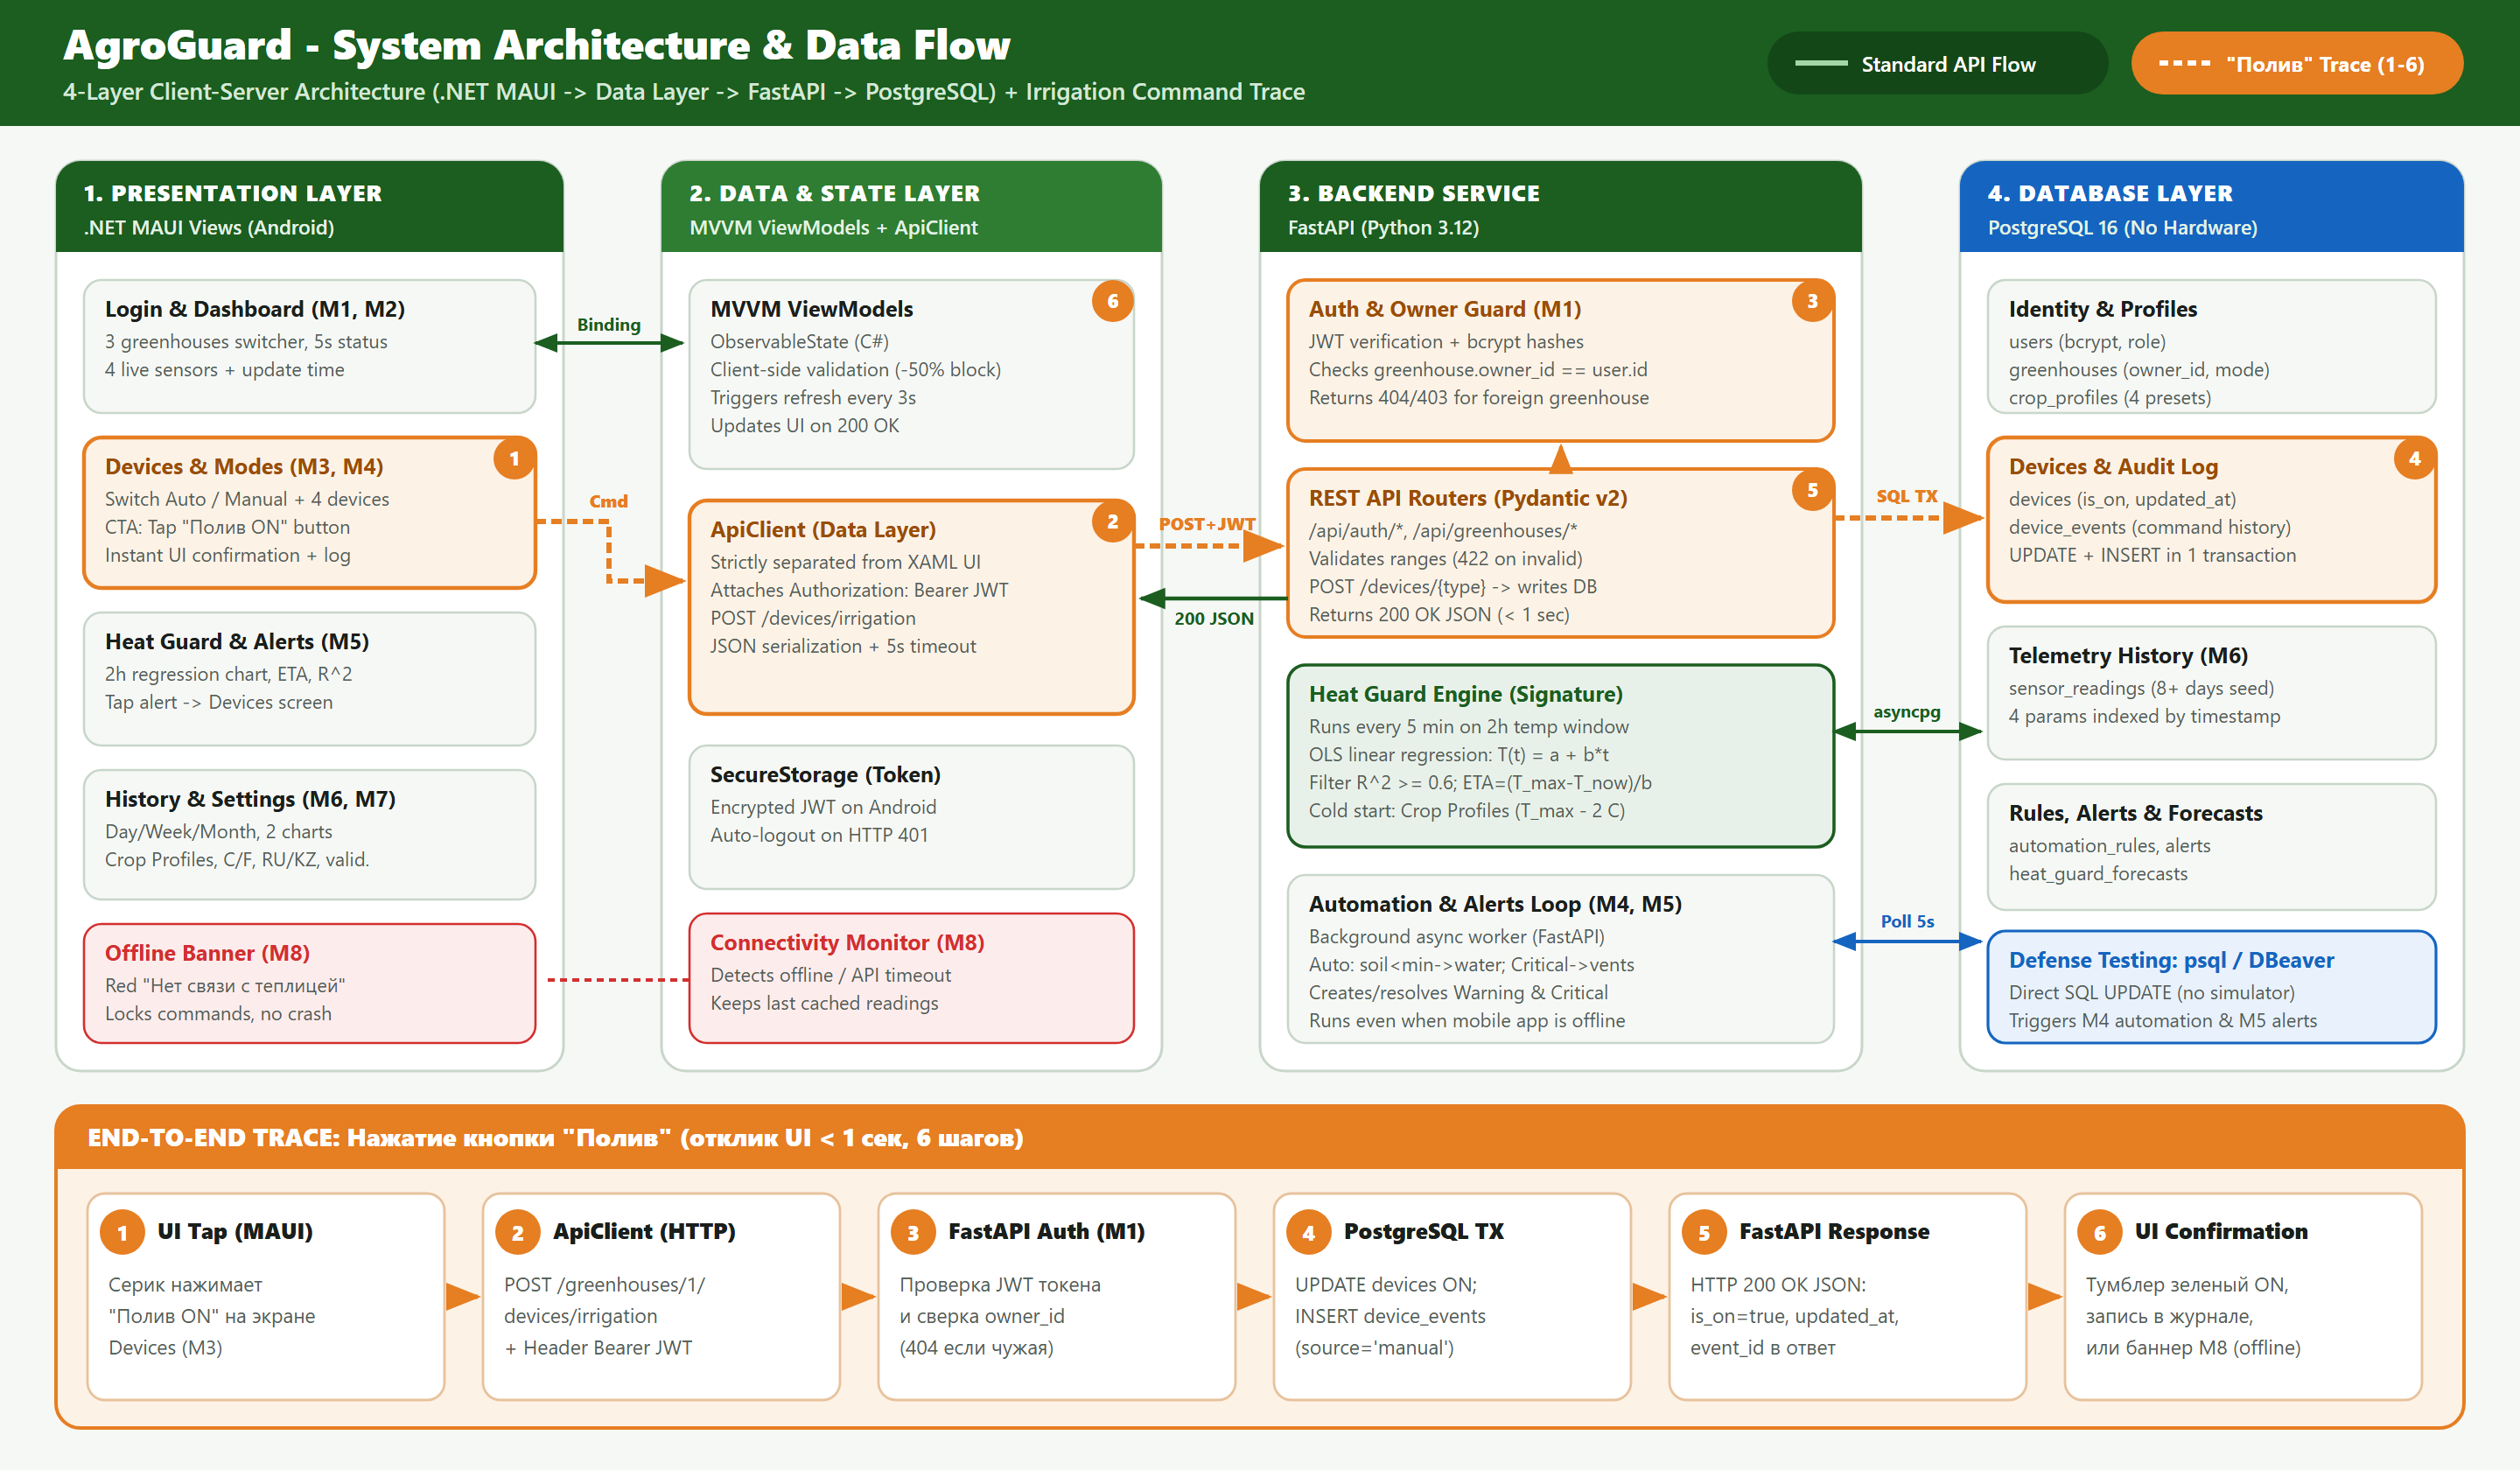 AgroGuard - System Architecture & Data Flow
4-Layer Client-Server Architecture (.NET MAUI -> Data Layer -> FastAPI -> PostgreSQL) + Irrigation Command Trace
Standard API Flow
"Полив" Trace (1-6)
1. PRESENTATION LAYER
.NET MAUI Views (Android)
Login & Dashboard (M1, M2)
3 greenhouses switcher, 5s status
4 live sensors + update time
Devices & Modes (M3, M4)
1
Switch Auto / Manual + 4 devices
CTA: Tap "Полив ON" button
Instant UI confirmation + log
Heat Guard & Alerts (M5)
2h regression chart, ETA, R^2
Tap alert -> Devices screen
History & Settings (M6, M7)
Day/Week/Month, 2 charts
Crop Profiles, C/F, RU/KZ, valid.
Offline Banner (M8)
Red "Нет связи с теплицей"
Locks commands, no crash
Binding
Cmd
2. DATA & STATE LAYER
MVVM ViewModels + ApiClient
MVVM ViewModels
6
ObservableState (C#)
Client-side validation (-50% block)
Triggers refresh every 3s
Updates UI on 200 OK
ApiClient (Data Layer)
2
Strictly separated from XAML UI
Attaches Authorization: Bearer JWT
POST /devices/irrigation
JSON serialization + 5s timeout
SecureStorage (Token)
Encrypted JWT on Android
Auto-logout on HTTP 401
Connectivity Monitor (M8)
Detects offline / API timeout
Keeps last cached readings
POST+JWT
200 JSON
3. BACKEND SERVICE
FastAPI (Python 3.12)
Auth & Owner Guard (M1)
3
JWT verification + bcrypt hashes
Checks greenhouse.owner_id == user.id
Returns 404/403 for foreign greenhouse
REST API Routers (Pydantic v2)
5
/api/auth/*, /api/greenhouses/*
Validates ranges (422 on invalid)
POST /devices/{type} -> writes DB
Returns 200 OK JSON (< 1 sec)
Heat Guard Engine (Signature)
Runs every 5 min on 2h temp window
OLS linear regression: T(t) = a + b*t
Filter R^2 >= 0.6; ETA=(T_max-T_now)/b
Cold start: Crop Profiles (T_max - 2 C)
Automation & Alerts Loop (M4, M5)
Background async worker (FastAPI)
Auto: soil<min->water; Critical->vents
Creates/resolves Warning & Critical
Runs even when mobile app is offline
SQL TX
asyncpg
Poll 5s
4. DATABASE LAYER
PostgreSQL 16 (No Hardware)
Identity & Profiles
users (bcrypt, role)
greenhouses (owner_id, mode)
crop_profiles (4 presets)
Devices & Audit Log
4
devices (is_on, updated_at)
device_events (command history)
UPDATE + INSERT in 1 transaction
Telemetry History (M6)
sensor_readings (8+ days seed)
4 params indexed by timestamp
Rules, Alerts & Forecasts
automation_rules, alerts
heat_guard_forecasts
Defense Testing: psql / DBeaver
Direct SQL UPDATE (no simulator)
Triggers M4 automation & M5 alerts
END-TO-END TRACE: Нажатие кнопки "Полив" (отклик UI < 1 сек, 6 шагов)
1 UI Tap (MAUI)
Серик нажимает
"Полив ON" на экране
Devices (M3)
2 ApiClient (HTTP)
POST /greenhouses/1/
devices/irrigation
+ Header Bearer JWT
3 FastAPI Auth (M1)
Проверка JWT токена
и сверка owner_id
(404 если чужая)
4 PostgreSQL TX
UPDATE devices ON;
INSERT device_events
(source='manual')
5 FastAPI Response
HTTP 200 OK JSON:
is_on=true, updated_at,
event_id в ответ
6 UI Confirmation
Тумблер зеленый ON,
запись в журнале,
или баннер M8 (offline)